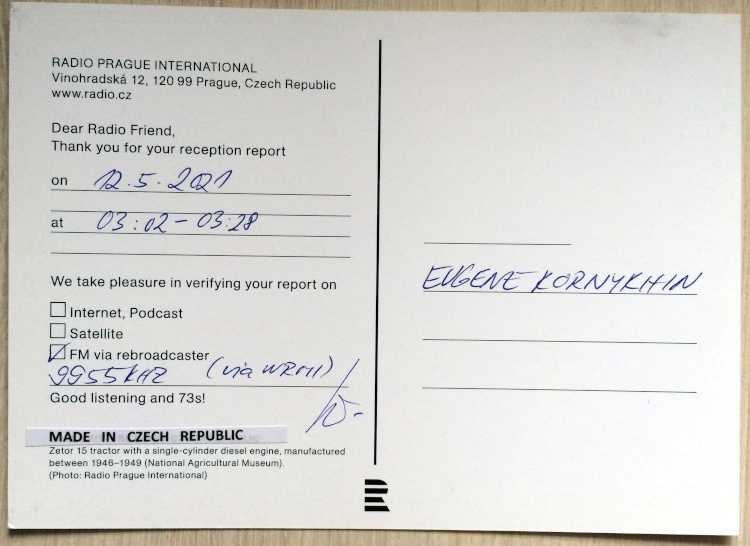 RADIO PRAGUE INTERNATIONAL
Vinohradská 12, 120 99 Prague, Czech Republic
www.radio.cz
Dear Radio Friend,
Thank you for your reception report
on 12.5.2021
at 03:02-03:28
We take pleasure in verifying your report on
Internet, Podcast
Satellite
FM via rebroadcaster
9955 KHZ (via WRMI)
Good listening and 73s!
MADE IN CZECH REPUBLIC
Zetor 15 tractor with a single-cylinder diesel engine, manufactured
between 1946–1949 (National Agricultural Museum).
(Photo: Radio Prague International)
EUGENE KORNYKHIN